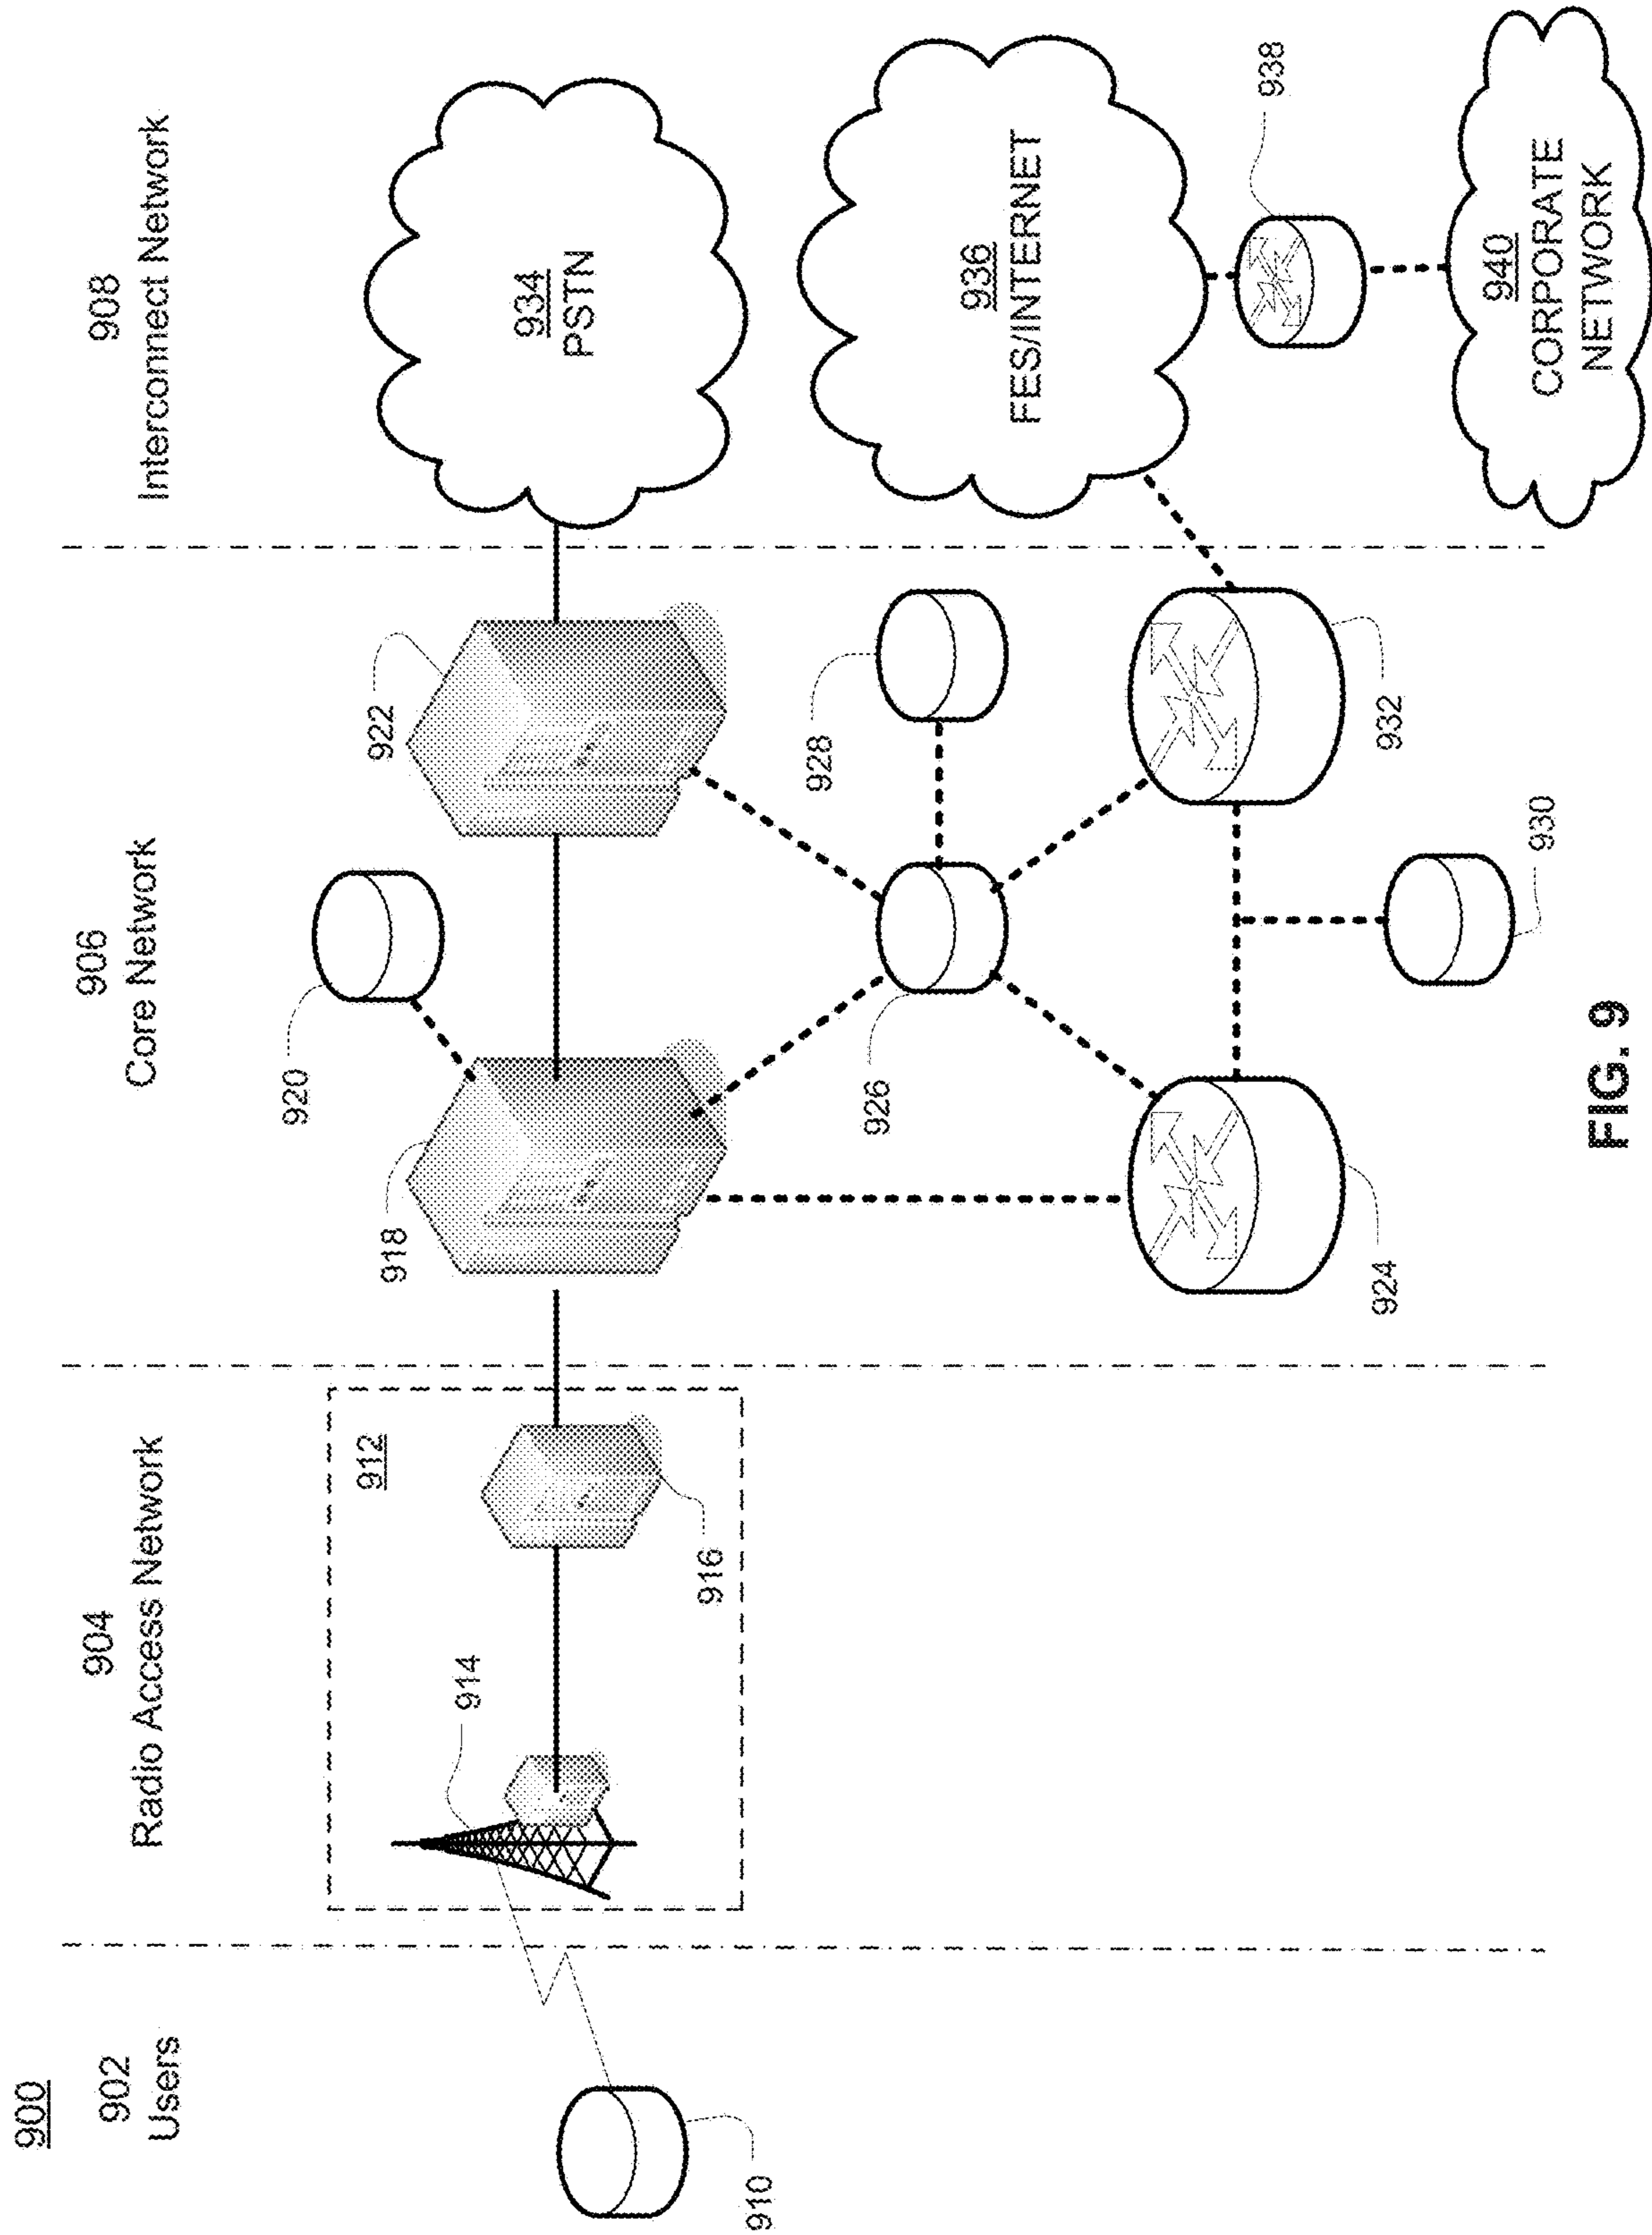 900
902
Users
904
Radio Access Network
906
Core Network
908
Interconnect Network
910
912
914
916
918
920
922
924
926
928
930
932
934
PSTN
936
FES/INTERNET
938
940
CORPORATE
NETWORK
FIG. 9